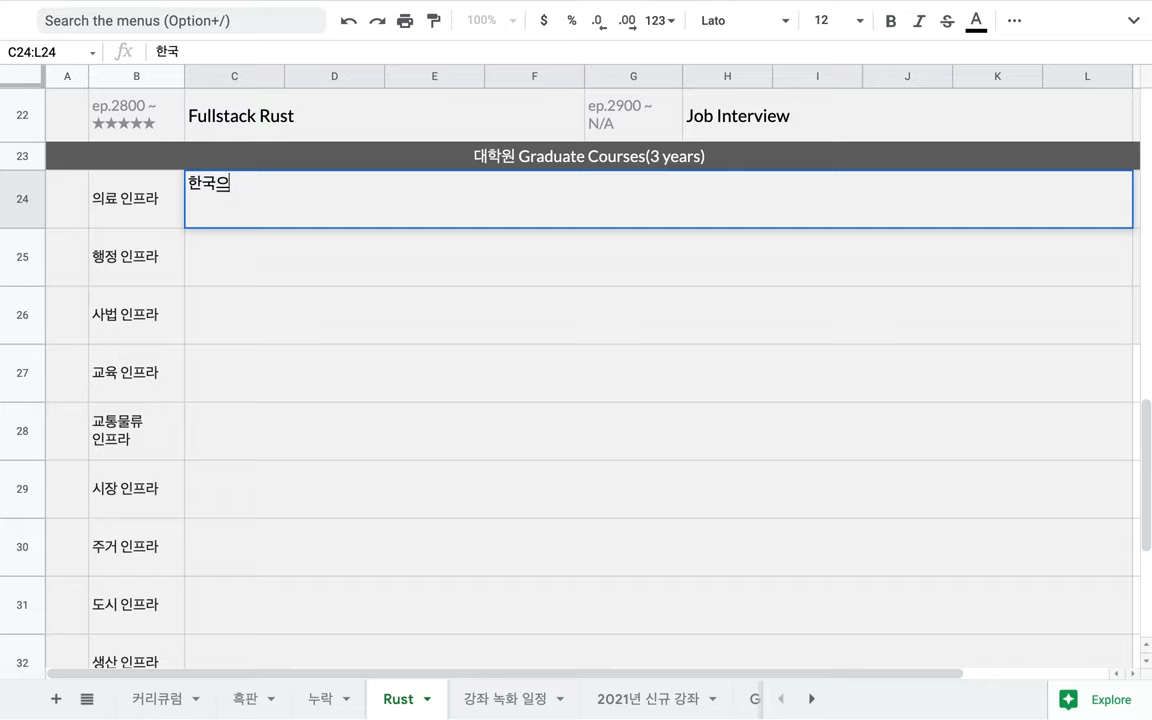 Search the menus (Option+/)
100%
$ % .0 .00 123
Lato
12
B I S A
C24:L24
fx
한국
A B C D E F G H I J K L
22
ep.2800 ~
★★★★★
Fullstack Rust
ep.2900 ~
N/A
Job Interview
23
대학원 Graduate Courses(3 years)
24
의료 인프라
한국으
25
행정 인프라
26
사법 인프라
27
교육 인프라
28
교통물류
인프라
29
시장 인프라
30
주거 인프라
31
도시 인프라
32
생산 인프라
커리큘럼
흑판
누락
Rust
강좌 녹화 일정
2021년 신규 강좌
Explore